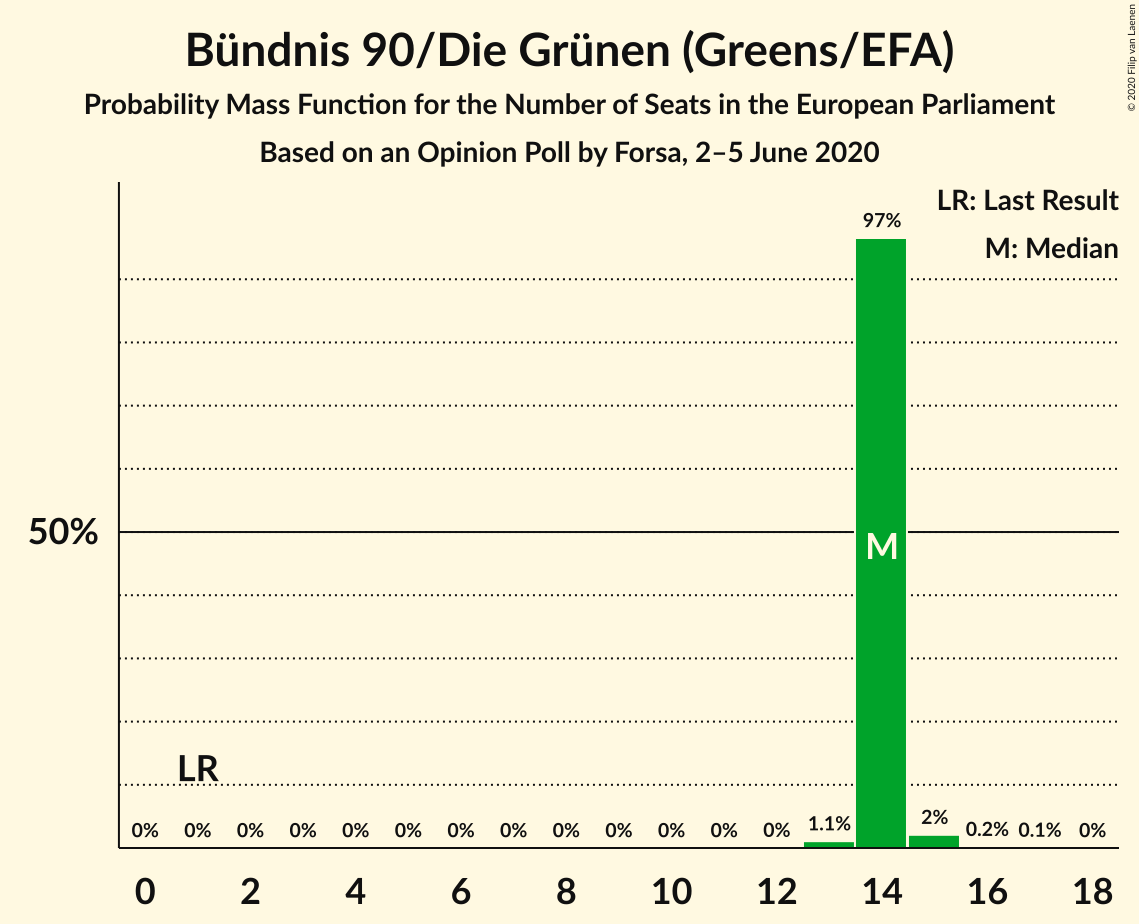 Bündnis 90/Die Grünen (Greens/EFA)
Probability Mass Function for the Number of Seats in the European Parliament
Based on an Opinion Poll by Forsa, 2–5 June 2020
© 2020 Filip van Laenen
LR: Last Result
M: Median
97%
50%
M
LR
0% 0% 0% 0% 0% 0% 0% 0% 0% 0% 0% 0% 0% 1.1% 2% 0.2% 0.1% 0%
0 2 4 6 8 10 12 14 16 18